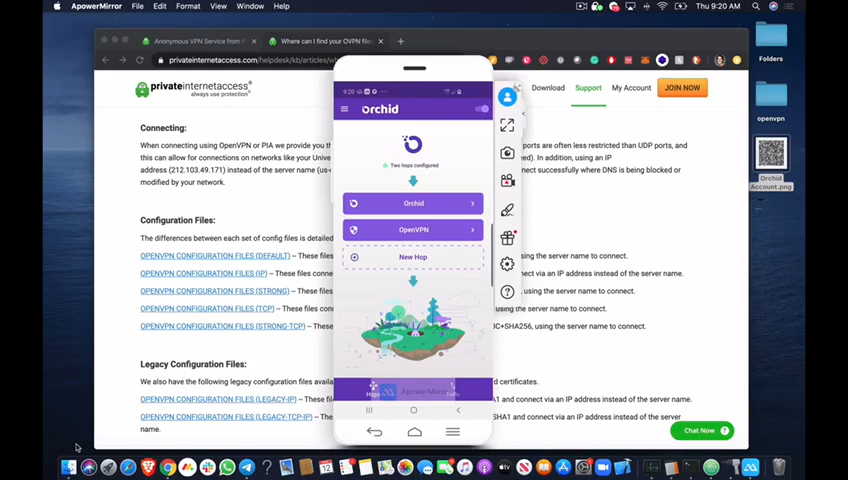 ApowerMirror File Edit Format View Window Help
Thu 9:20 AM
Anonymous VPN Service from P
Where can I find your OVPN files
privateinternetaccess.com/helpdesk/kb/articles/
privateinternetaccess®
always use protection®
Download Support My Account JOIN NOW
Connecting:
When connecting using OpenVPN or PIA we provide you th
orts are often less restricted than UDP ports, and
this can allow for connections on networks like your Unive
In addition, using an IP
address (212.103.49.171) instead of the server name (us-c
nnect successfully where DNS is being blocked or
modified by your network.
Configuration Files:
The differences between each set of config files is detailed
OPENVPN CONFIGURATION FILES (DEFAULT) – These files
using the server name to connect.
OPENVPN CONFIGURATION FILES (IP) – These files conne
nect via an IP address instead of the server name.
OPENVPN CONFIGURATION FILES (STRONG) – These files
using the server name to connect.
OPENVPN CONFIGURATION FILES (TCP) – These files conn
using the server name to connect.
OPENVPN CONFIGURATION FILES (STRONG-TCP) – These f
C+SHA256, using the server name to connect.
Legacy Configuration Files:
We also have the following legacy configuration files availa
d certificates.
OPENVPN CONFIGURATION FILES (LEGACY-IP) – These file
A1 and connect via an IP address instead of the server
name.
OPENVPN CONFIGURATION FILES (LEGACY-TCP-IP) – These
SHA1 and connect via an IP address instead of the server
name.
9:20
orchid
Two hops configured
Orchid
OpenVPN
New Hop
Hops
ApowerMirror
Traffic
Folders
openvpn
Orchid
Account.png
Chat Now